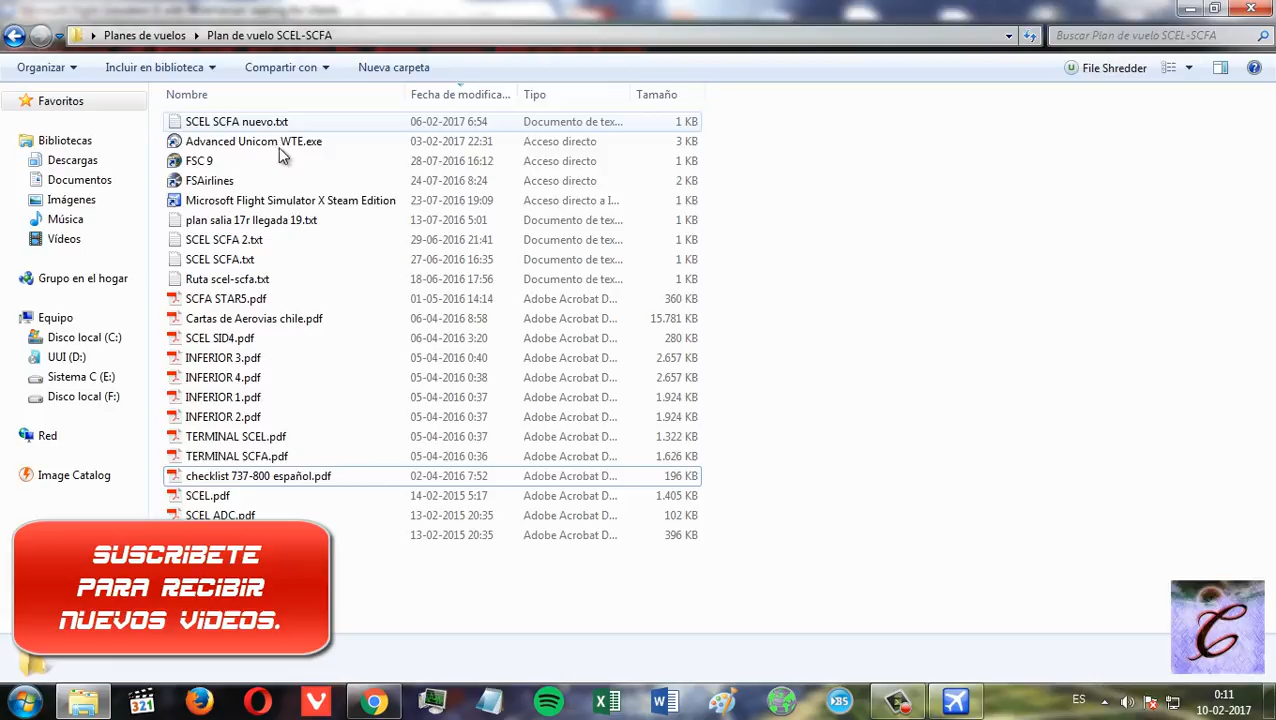 Planes de vuelos
Plan de vuelo SCEL-SCFA
Buscar Plan de vuelo SCEL-SCFA
Organizar
Incluir en biblioteca
Compartir con
Nueva carpeta
File Shredder
Favoritos
Bibliotecas
Descargas
Documentos
Imágenes
Música
Vídeos
Grupo en el hogar
Equipo
Disco local (C:)
UUI (D:)
Sistema C (E:)
Disco local (F:)
Red
Image Catalog
Nombre Fecha de modifica... Tipo Tamaño
SCEL SCFA nuevo.txt 06-02-2017 6:54 Documento de tex... 1 KB
Advanced Unicom WTE.exe 03-02-2017 22:31 Acceso directo 3 KB
FSC 9 28-07-2016 16:12 Acceso directo 1 KB
FSAirlines 24-07-2016 8:24 Acceso directo 2 KB
Microsoft Flight Simulator X Steam Edition 23-07-2016 19:09 Acceso directo a I... 1 KB
plan salia 17r llegada 19.txt 13-07-2016 5:01 Documento de tex... 1 KB
SCEL SCFA 2.txt 29-06-2016 21:41 Documento de tex... 1 KB
SCEL SCFA.txt 27-06-2016 16:35 Documento de tex... 1 KB
Ruta scel-scfa.txt 18-06-2016 17:56 Documento de tex... 1 KB
SCFA STAR5.pdf 01-05-2016 14:14 Adobe Acrobat D... 360 KB
Cartas de Aerovias chile.pdf 06-04-2016 8:58 Adobe Acrobat D... 15.781 KB
SCEL SID4.pdf 06-04-2016 3:20 Adobe Acrobat D... 280 KB
INFERIOR 3.pdf 05-04-2016 0:40 Adobe Acrobat D... 2.657 KB
INFERIOR 4.pdf 05-04-2016 0:38 Adobe Acrobat D... 2.657 KB
INFERIOR 1.pdf 05-04-2016 0:37 Adobe Acrobat D... 1.924 KB
INFERIOR 2.pdf 05-04-2016 0:37 Adobe Acrobat D... 1.924 KB
TERMINAL SCEL.pdf 05-04-2016 0:37 Adobe Acrobat D... 1.322 KB
TERMINAL SCFA.pdf 05-04-2016 0:36 Adobe Acrobat D... 1.626 KB
checklist 737-800 español.pdf 02-04-2016 7:52 Adobe Acrobat D... 196 KB
SCEL.pdf 14-02-2015 5:17 Adobe Acrobat D... 1.405 KB
SCEL ADC.pdf 13-02-2015 20:35 Adobe Acrobat D... 102 KB
13-02-2015 20:35 Adobe Acrobat D... 396 KB
SUSCRIBETE
PARA RECIBIR
NUEVOS VIDEOS.
C
321
KBS
ES
0:11
10-02-2017